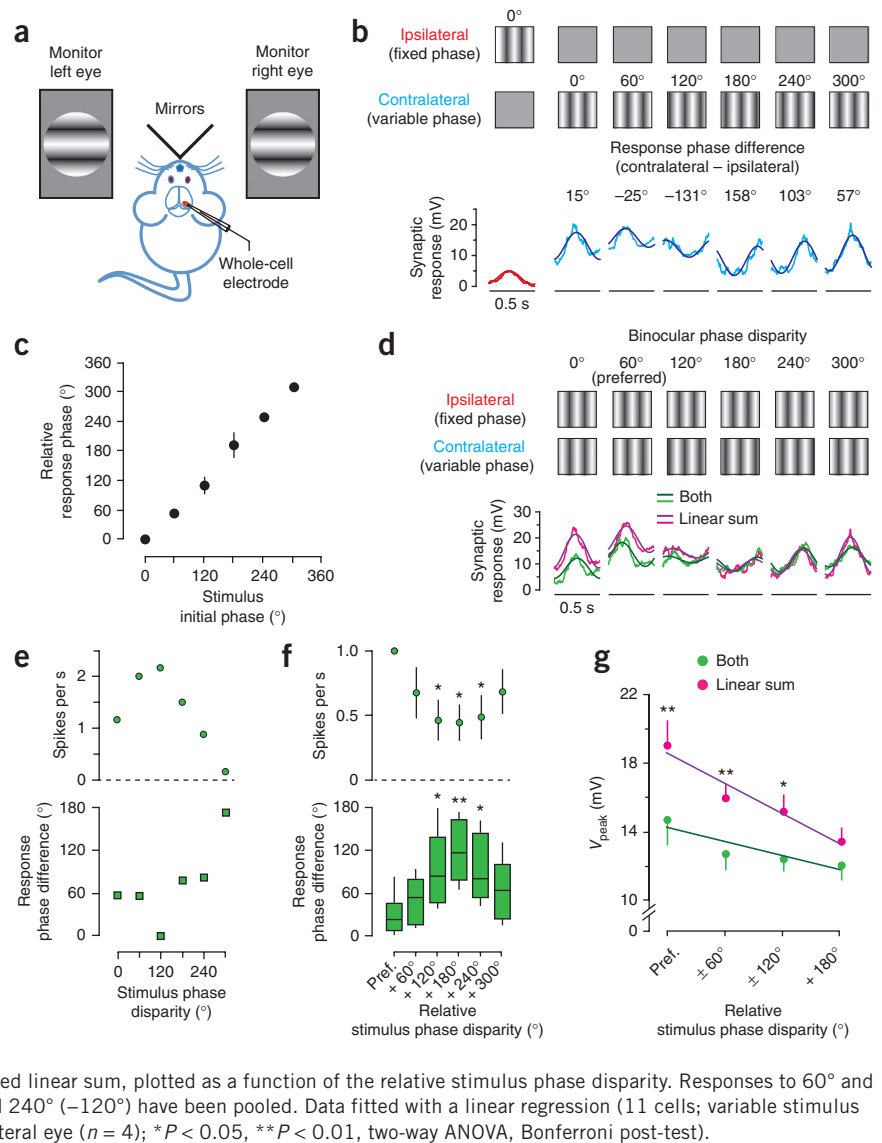 a
Monitor
left eye
Monitor
right eye
Mirrors
Whole-cell
electrode
b
0°
Ipsilateral
(fixed phase)
0° 60° 120° 180° 240° 300°
Contralateral
(variable phase)
Response phase difference
(contralateral – ipsilateral)
15° –25° –131° 158° 103° 57°
Synaptic
response (mV)
20
10
0
0.5 s
c
Relative
response phase (°)
360
300
240
180
120
60
0
0 120 240 360
Stimulus
initial phase (°)
d
Binocular phase disparity
0° 60° 120° 180° 240° 300°
(preferred)
Ipsilateral
(fixed phase)
Contralateral
(variable phase)
Both
Linear sum
Synaptic
response (mV)
30
20
10
0
0.5 s
e
Spikes per s
2
1
0
Response
phase difference (°)
180
120
60
0
0 120 240
Stimulus phase
disparity (°)
f
Spikes per s
1.0
0.5
0
* * *
Response
phase difference (°)
180
120
60
0
* ** *
Pref. + 60° + 120° + 180° + 240° + 300°
Relative
stimulus phase disparity (°)
g
Both
Linear sum
V peak (mV)
22
18
14
10
0
** ** *
Pref. ± 60° ± 120° + 180°
Relative
stimulus phase disparity (°)
ed linear sum, plotted as a function of the relative stimulus phase disparity. Responses to 60° and
240° (–120°) have been pooled. Data fitted with a linear regression (11 cells; variable stimulus
teral eye (n = 4); *P < 0.05, **P < 0.01, two-way ANOVA, Bonferroni post-test).